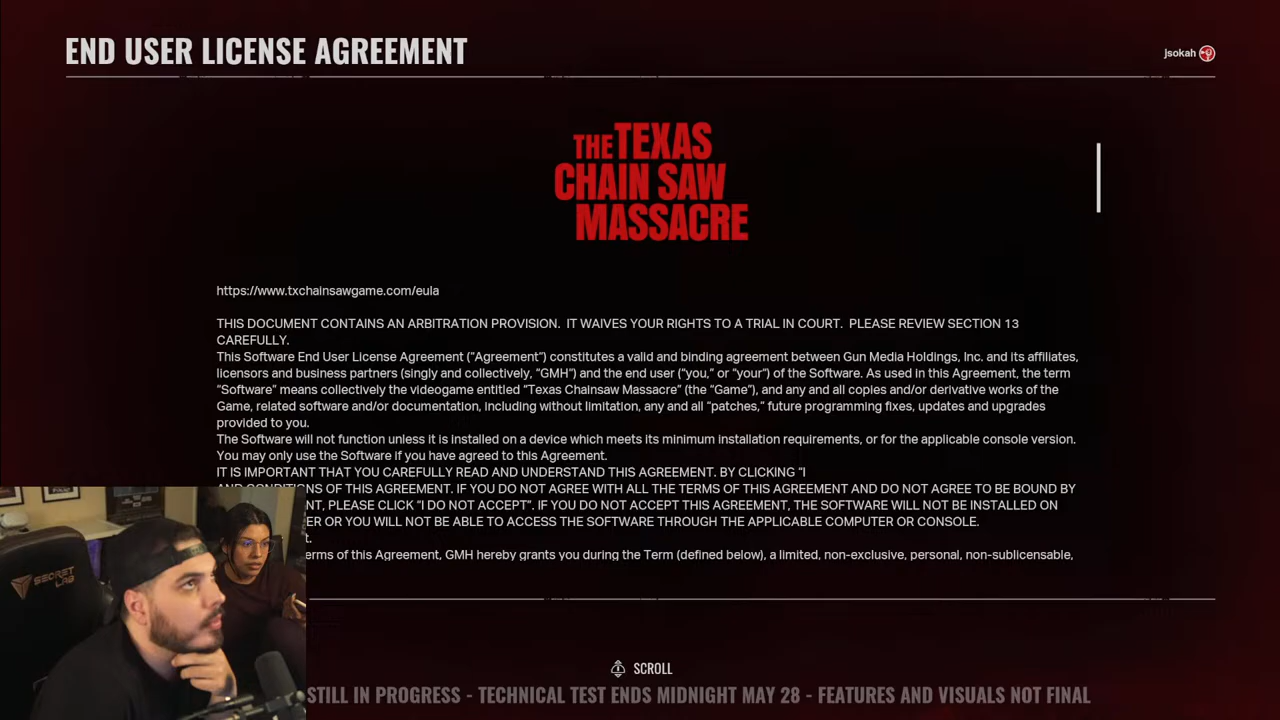 END USER LICENSE AGREEMENT
jsokah
THE TEXAS
CHAIN SAW
MASSACRE
https://www.txchainsawgame.com/eula
THIS DOCUMENT CONTAINS AN ARBITRATION PROVISION.  IT WAIVES YOUR RIGHTS TO A TRIAL IN COURT.  PLEASE REVIEW SECTION 13
CAREFULLY.
This Software End User License Agreement ("Agreement") constitutes a valid and binding agreement between Gun Media Holdings, Inc. and its affiliates,
licensors and business partners (singly and collectively, "GMH") and the end user ("you," or "your") of the Software. As used in this Agreement, the term
"Software" means collectively the videogame entitled "Texas Chainsaw Massacre" (the "Game"), and any and all copies and/or derivative works of the
Game, related software and/or documentation, including without limitation, any and all "patches," future programming fixes, updates and upgrades
provided to you.
The Software will not function unless it is installed on a device which meets its minimum installation requirements, or for the applicable console version.
You may only use the Software if you have agreed to this Agreement.
IT IS IMPORTANT THAT YOU CAREFULLY READ AND UNDERSTAND THIS AGREEMENT. BY CLICKING "I
AND CONDITIONS OF THIS AGREEMENT. IF YOU DO NOT AGREE WITH ALL THE TERMS OF THIS AGREEMENT AND DO NOT AGREE TO BE BOUND BY
NT, PLEASE CLICK "I DO NOT ACCEPT". IF YOU DO NOT ACCEPT THIS AGREEMENT, THE SOFTWARE WILL NOT BE INSTALLED ON
ER OR YOU WILL NOT BE ABLE TO ACCESS THE SOFTWARE THROUGH THE APPLICABLE COMPUTER OR CONSOLE.
t.
erms of this Agreement, GMH hereby grants you during the Term (defined below), a limited, non-exclusive, personal, non-sublicensable,
SECRET
LAB
SCROLL
STILL IN PROGRESS - TECHNICAL TEST ENDS MIDNIGHT MAY 28 - FEATURES AND VISUALS NOT FINAL